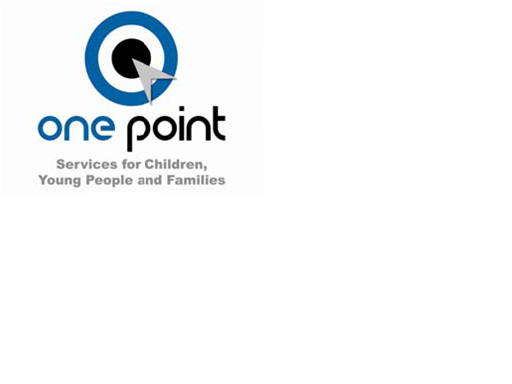 one point
Services for Children,
Young People and Families